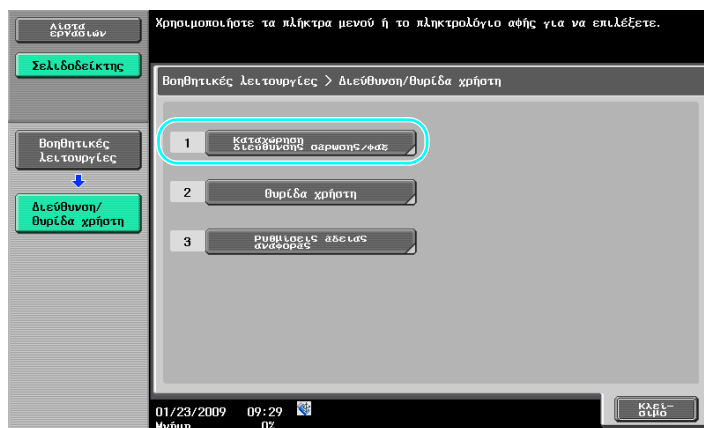 Λίστα
εργασιών
Χρησιμοποιήστε τα πλήκτρα μενού ή το πληκτρολόγιο αφής για να επιλέξετε.
Σελιδοδείκτης
Βοηθητικές λειτουργίες > Διεύθυνση/θυρίδα χρήστη
Βοηθητικές
λειτουργίες
1
Καταχώρηση
διεύθυνσης σάρωσης/φαξ
2
θυρίδα χρήστη
Διεύθυνση/
θυρίδα χρήστη
3
Ρυθμίσεις άδειας
αναφοράς
01/23/2009 09:29
Μνήμη 0%
Κλεί-
σιμο